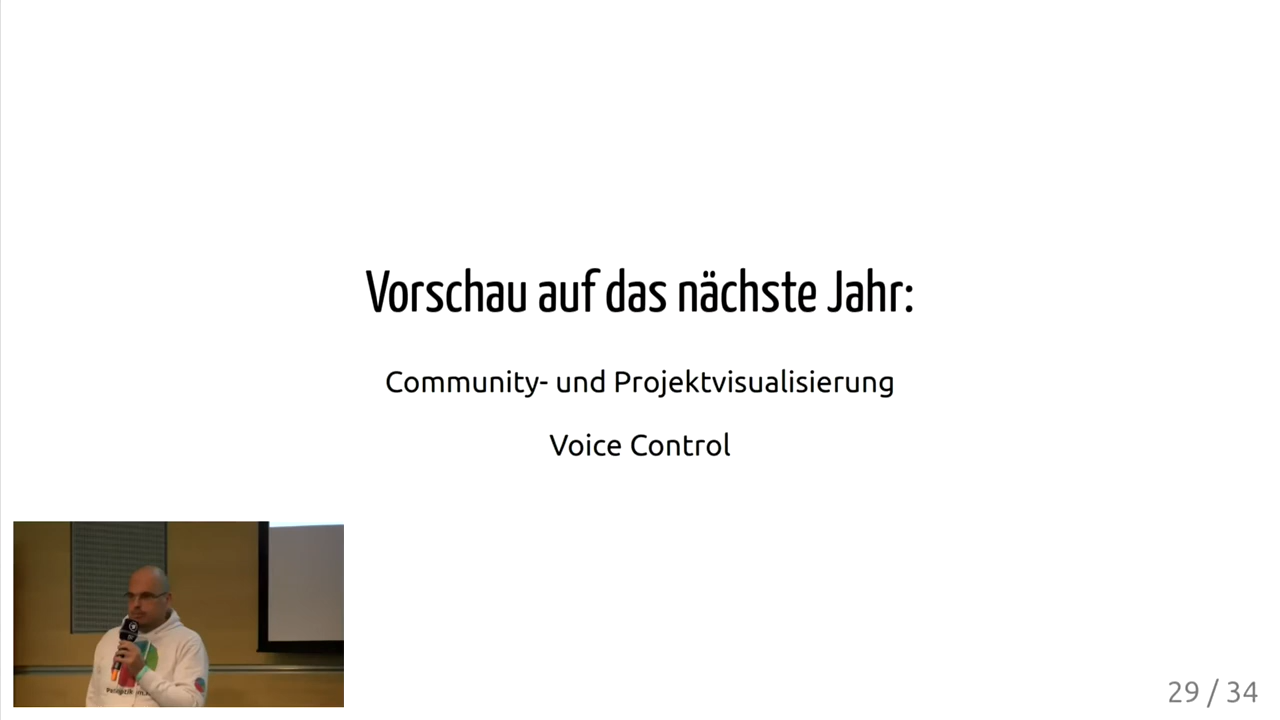 Vorschau auf das nächste Jahr:
Community- und Projektvisualisierung
Voice Control
29 / 34